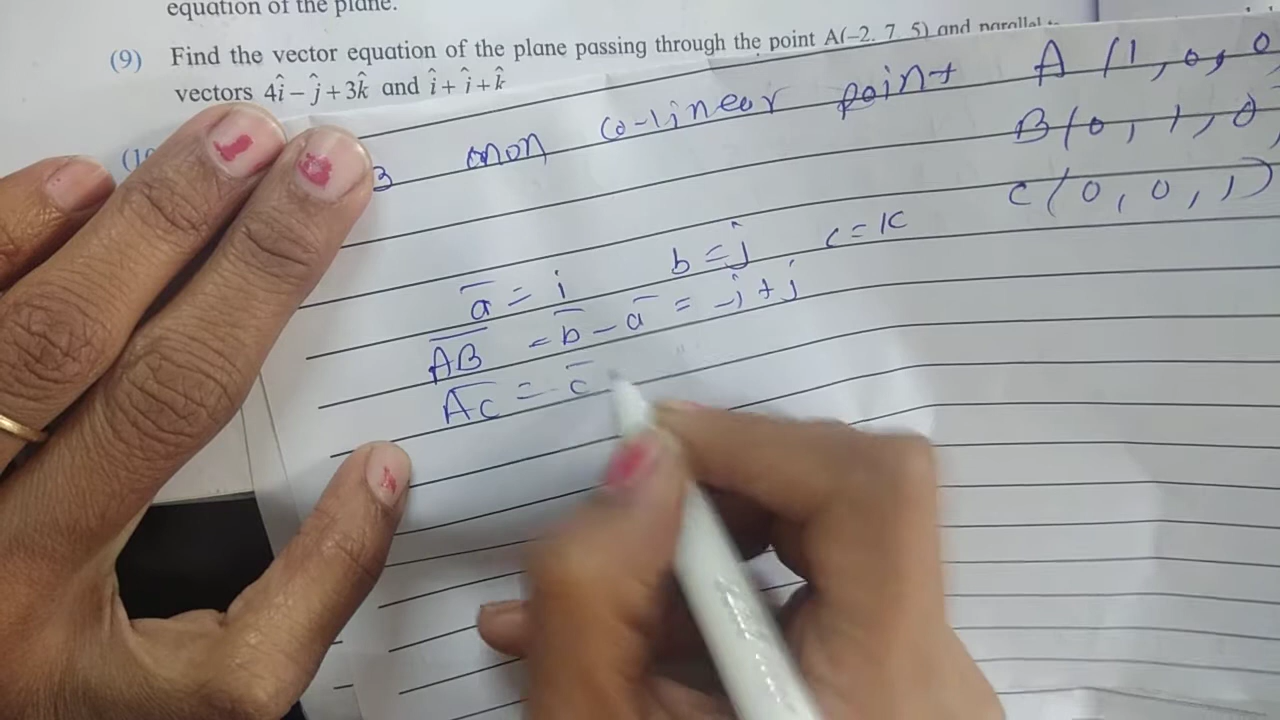 equation of the plane.
(9) Find the vector equation of the plane passing through the point A(−2, 7, 5) and parallel to
vectors 4î − ĵ + 3k̂ and î + ĵ + k̂
(10
3 non co-linear point A (1, 0, 0
B(0, 1, 0
C(0, 0, 1)
a̅ = i b = j c = k
A̅B̅ = b̅ − a̅ = −i + j
A̅C̅ = c̅